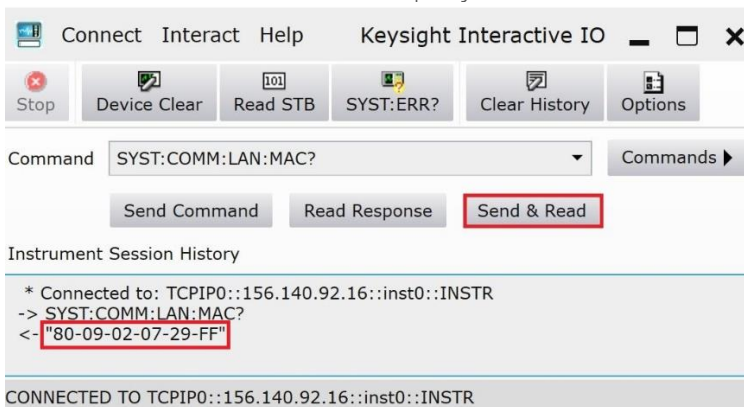 Connect Interact Help Keysight Interactive IO
Stop Device Clear Read STB SYST:ERR? Clear History Options
Command SYST:COMM:LAN:MAC? Commands
Send Command Read Response Send & Read
Instrument Session History
* Connected to: TCPIP0::156.140.92.16::inst0::INSTR
-> SYST:COMM:LAN:MAC?
<- "80-09-02-07-29-FF"
CONNECTED TO TCPIP0::156.140.92.16::inst0::INSTR